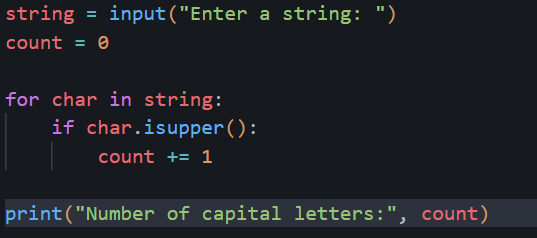 string = input("Enter a string: ")
count = 0
for char in string:
    if char.isupper():
        count += 1
print("Number of capital letters:", count)